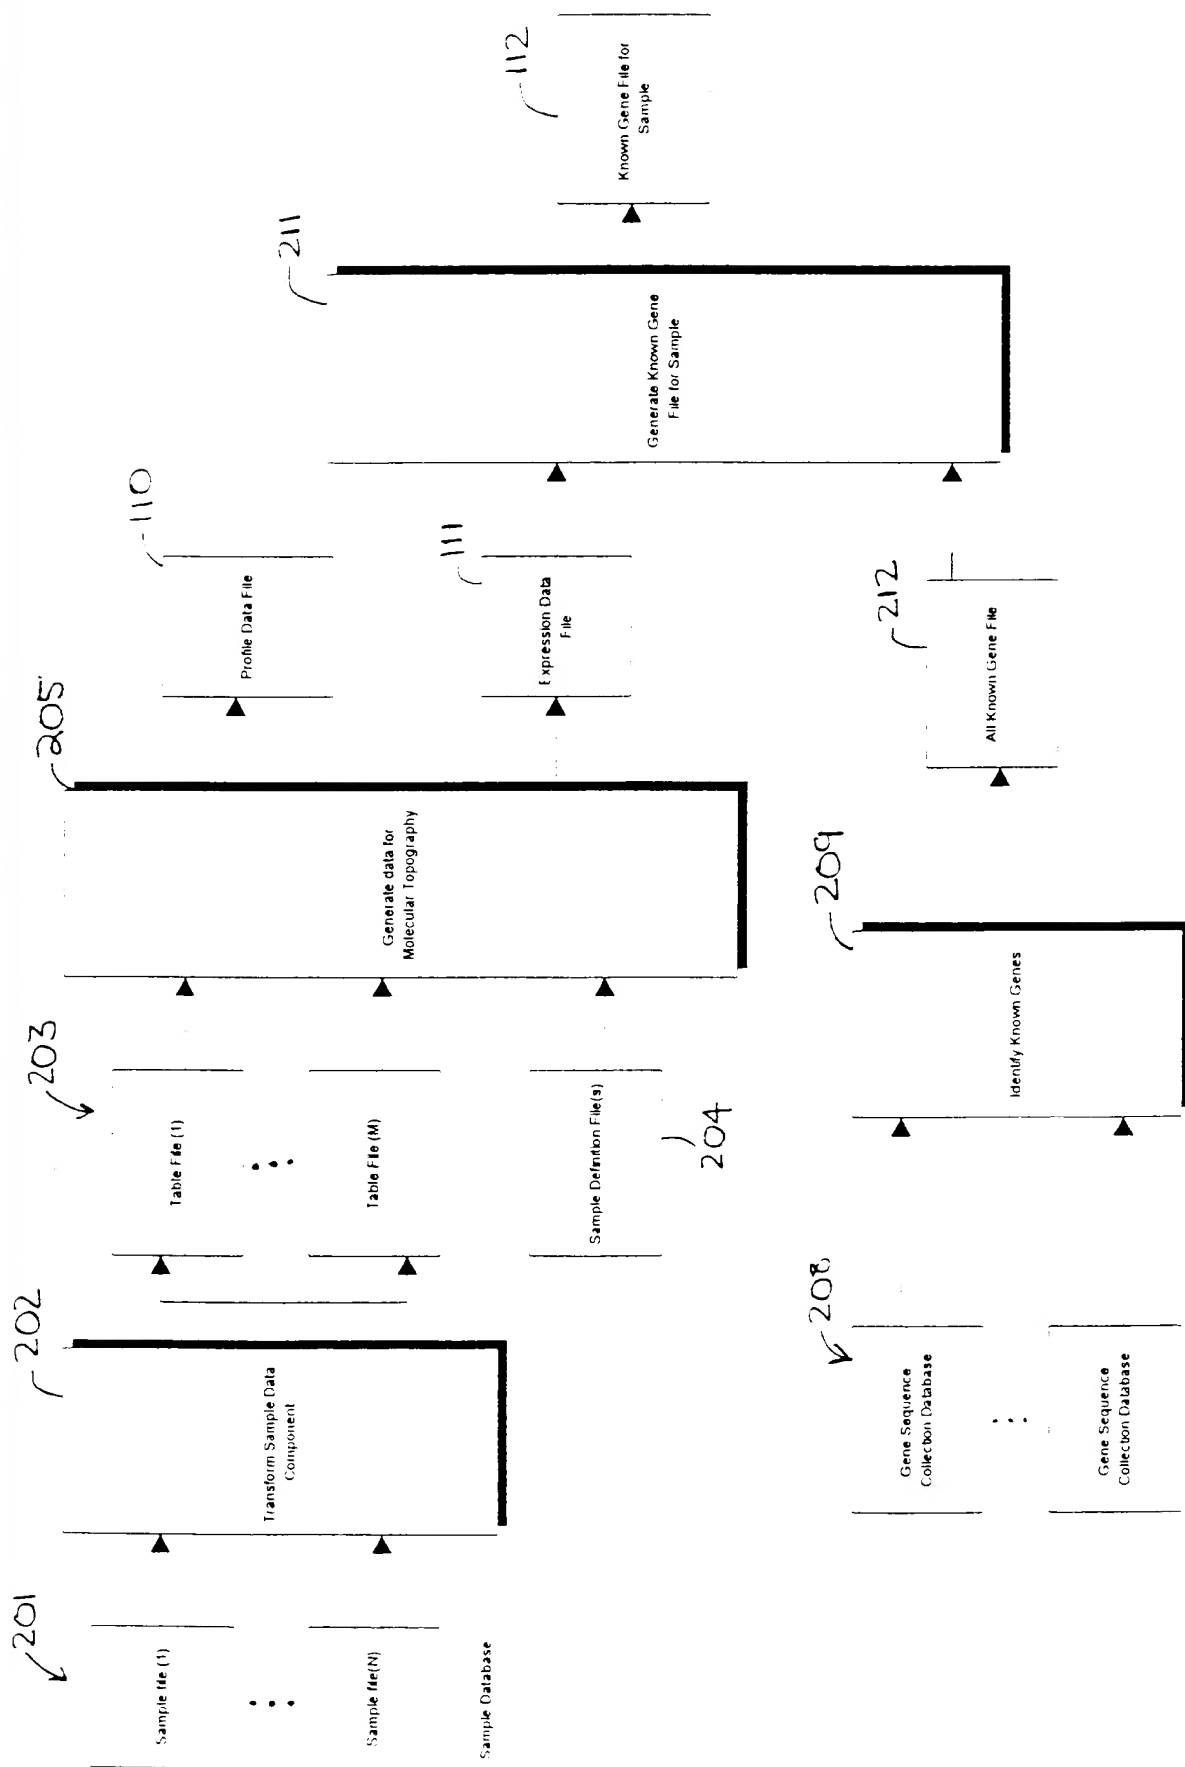 201
Sample file (1)
Sample file(N)
Sample Database
202
Transform Sample Data
Component
203
Table File (1)
Table File (M)
Sample Definition File(s)
204
205
Generate data for
Molecular Topography
110
Profile Data File
111
Expression Data
File
211
Generate Known Gene
File for Sample
112
Known Gene File for
Sample
208
Gene Sequence
Collection Database
Gene Sequence
Collection Database
209
Identify Known Genes
212
All Known Gene File